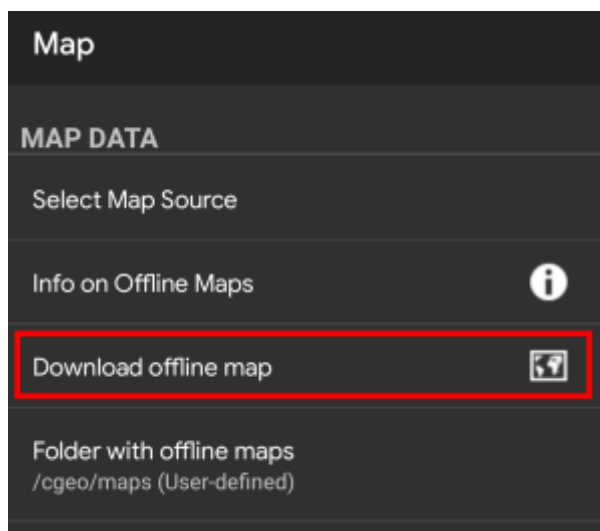 Map
MAP DATA
Select Map Source
Info on Offline Maps
Download offline map
Folder with offline maps
/cgeo/maps (User-defined)